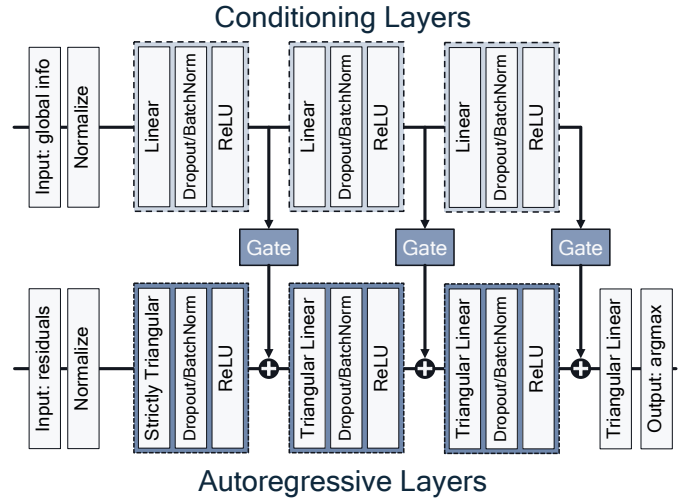 Conditioning Layers
Input: global info
Normalize
Linear
Dropout/BatchNorm
ReLU
Linear
Dropout/BatchNorm
ReLU
Linear
Dropout/BatchNorm
ReLU
Gate
Gate
Gate
Input: residuals
Normalize
Strictly Triangular
Dropout/BatchNorm
ReLU
Triangular Linear
Dropout/BatchNorm
ReLU
Triangular Linear
Dropout/BatchNorm
ReLU
Triangular Linear
Output: argmax
Autoregressive Layers